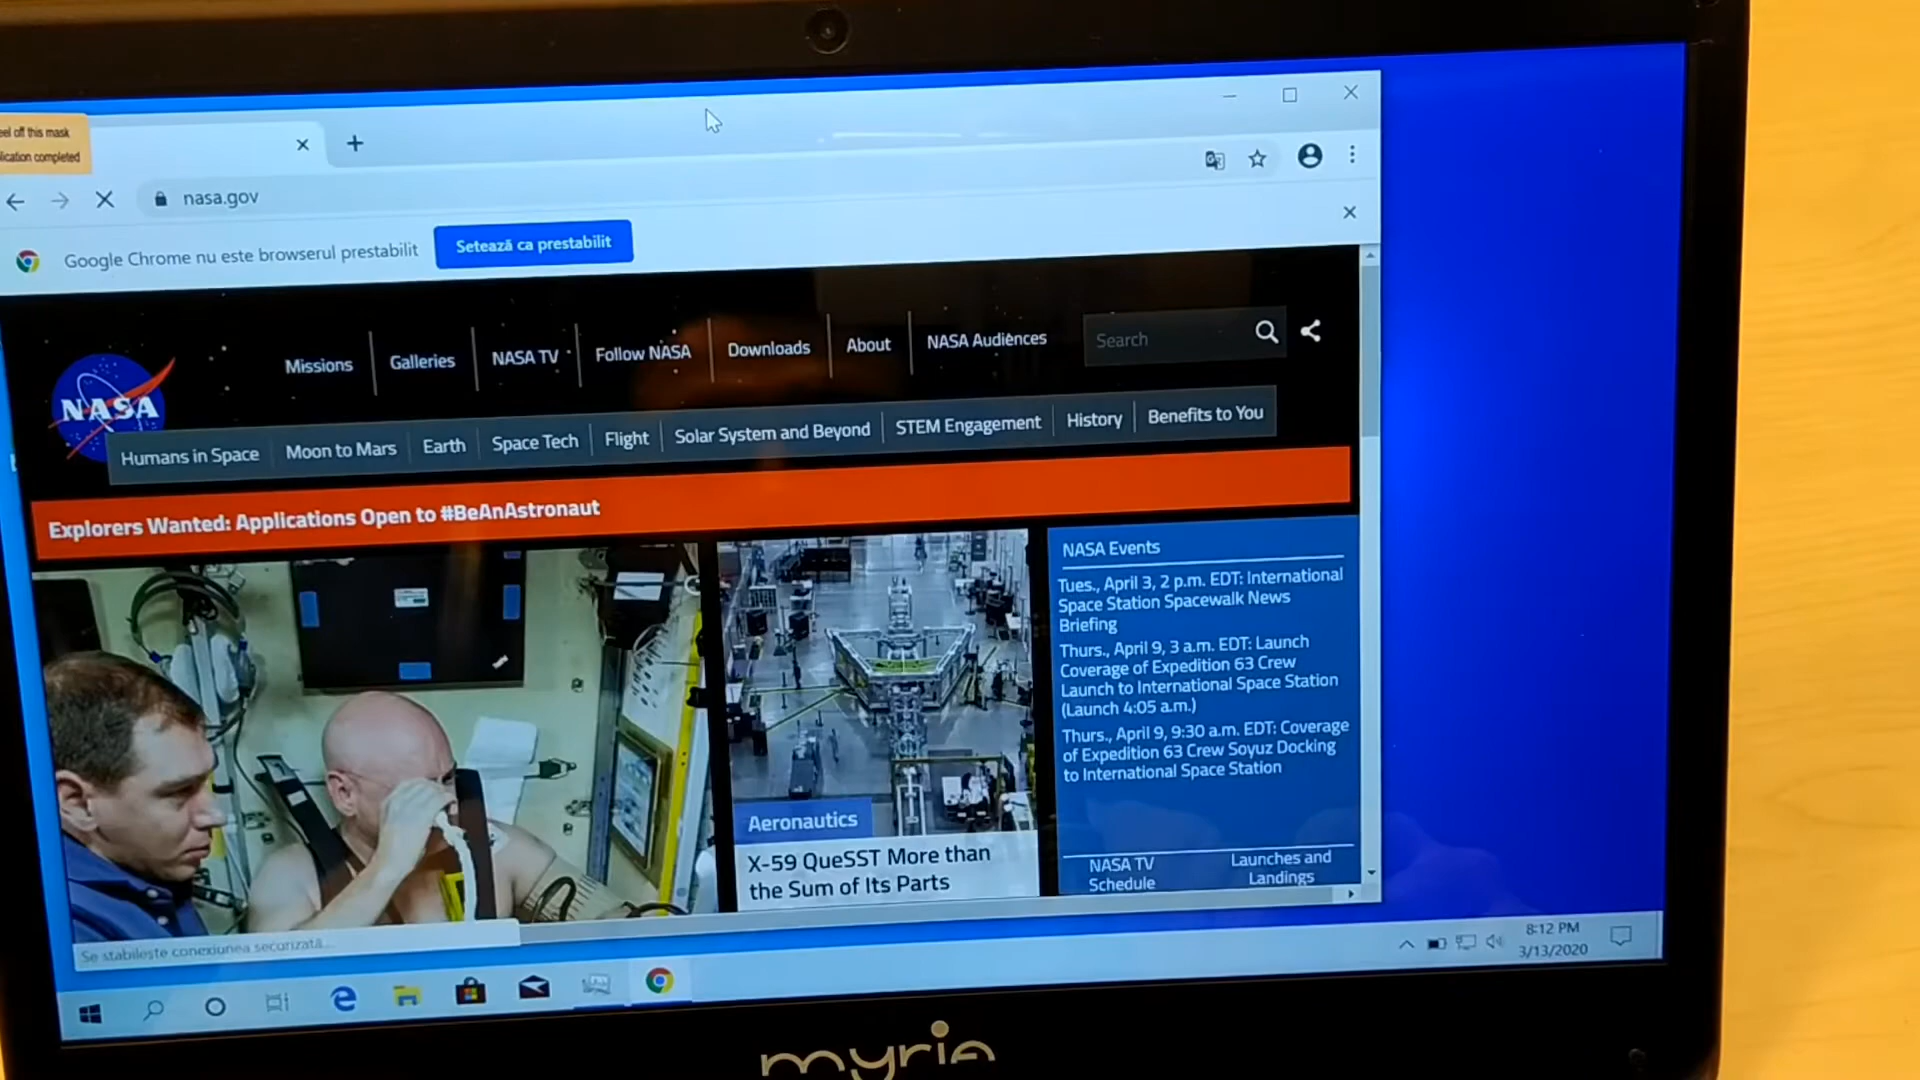 eel off this mask
lication completed
nasa.gov
Google Chrome nu este browserul prestabilit
Setează ca prestabilit
NASA
Missions
Galleries
NASA TV
Follow NASA
Downloads
About
NASA Audiences
Search
Humans in Space
Moon to Mars
Earth
Space Tech
Flight
Solar System and Beyond
STEM Engagement
History
Benefits to You
Explorers Wanted: Applications Open to #BeAnAstronaut
NASA Events
Tues., April 3, 2 p.m. EDT: International
Space Station Spacewalk News
Briefing
Thurs., April 9, 3 a.m. EDT: Launch
Coverage of Expedition 63 Crew
Launch to International Space Station
(Launch 4:05 a.m.)
Thurs., April 9, 9:30 a.m. EDT: Coverage
of Expedition 63 Crew Soyuz Docking
to International Space Station
NASA TV
Schedule
Launches and
Landings
Aeronautics
X-59 QueSST More than
the Sum of Its Parts
Se stabilește conexiunea securizată...
8:12 PM
3/13/2020
myria